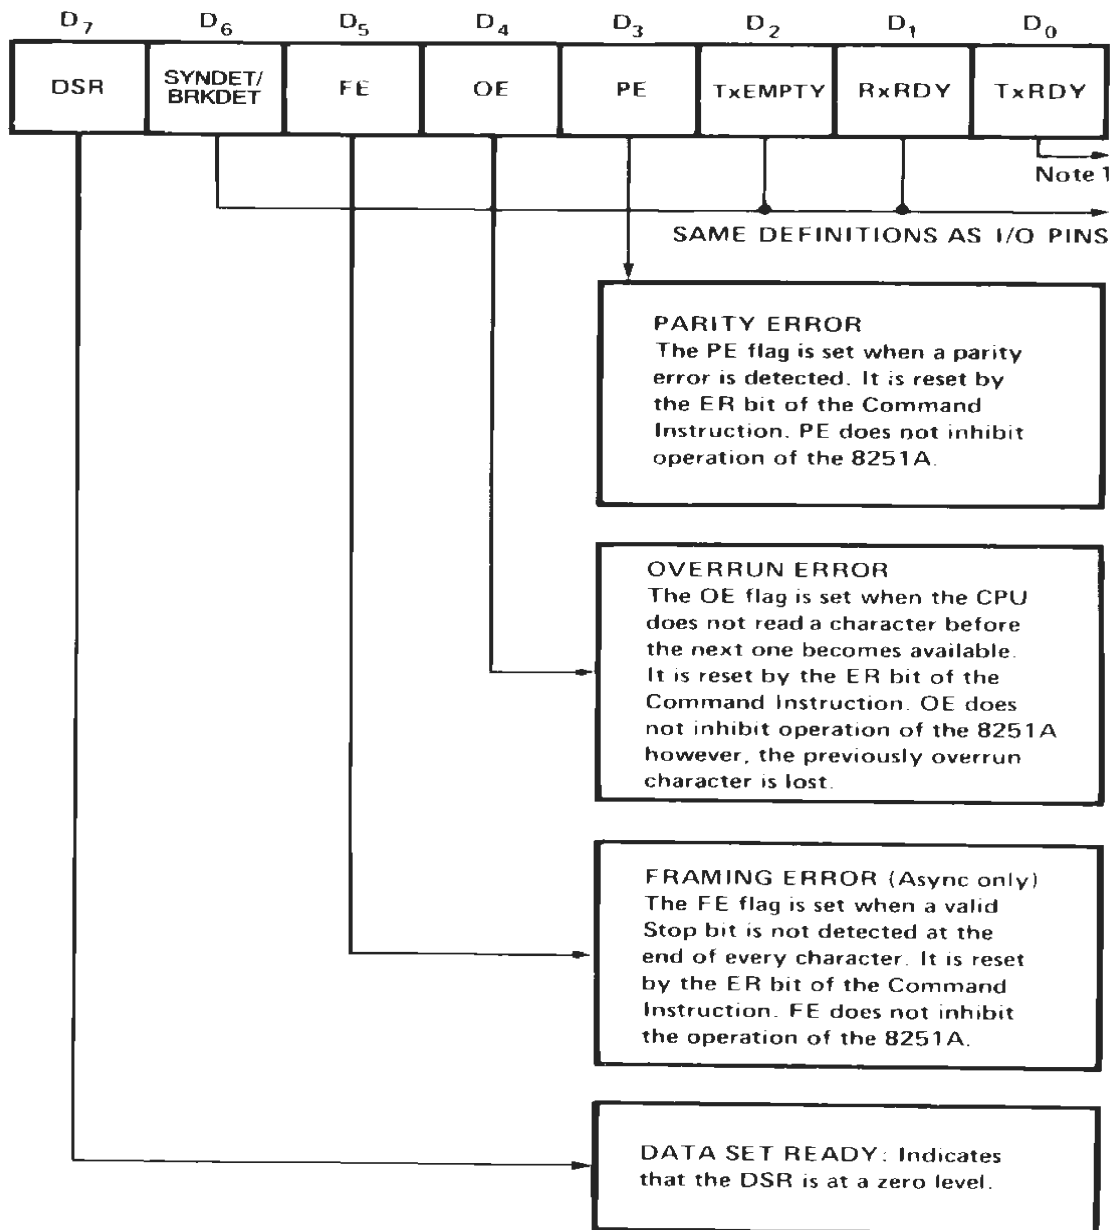 D7 D6 D5 D4 D3 D2 D1 D0
DSR SYNDET/ BRKDET FE OE PE TxEMPTY RxRDY TxRDY
Note 1
SAME DEFINITIONS AS I/O PINS
PARITY ERROR
The PE flag is set when a parity
error is detected. It is reset by
the ER bit of the Command
Instruction. PE does not inhibit
operation of the 8251A.
OVERRUN ERROR
The OE flag is set when the CPU
does not read a character before
the next one becomes available.
It is reset by the ER bit of the
Command Instruction. OE does
not inhibit operation of the 8251A
however, the previously overrun
character is lost.
FRAMING ERROR (Async only)
The FE flag is set when a valid
Stop bit is not detected at the
end of every character. It is reset
by the ER bit of the Command
Instruction. FE does not inhibit
the operation of the 8251A.
DATA SET READY: Indicates
that the DSR is at a zero level.